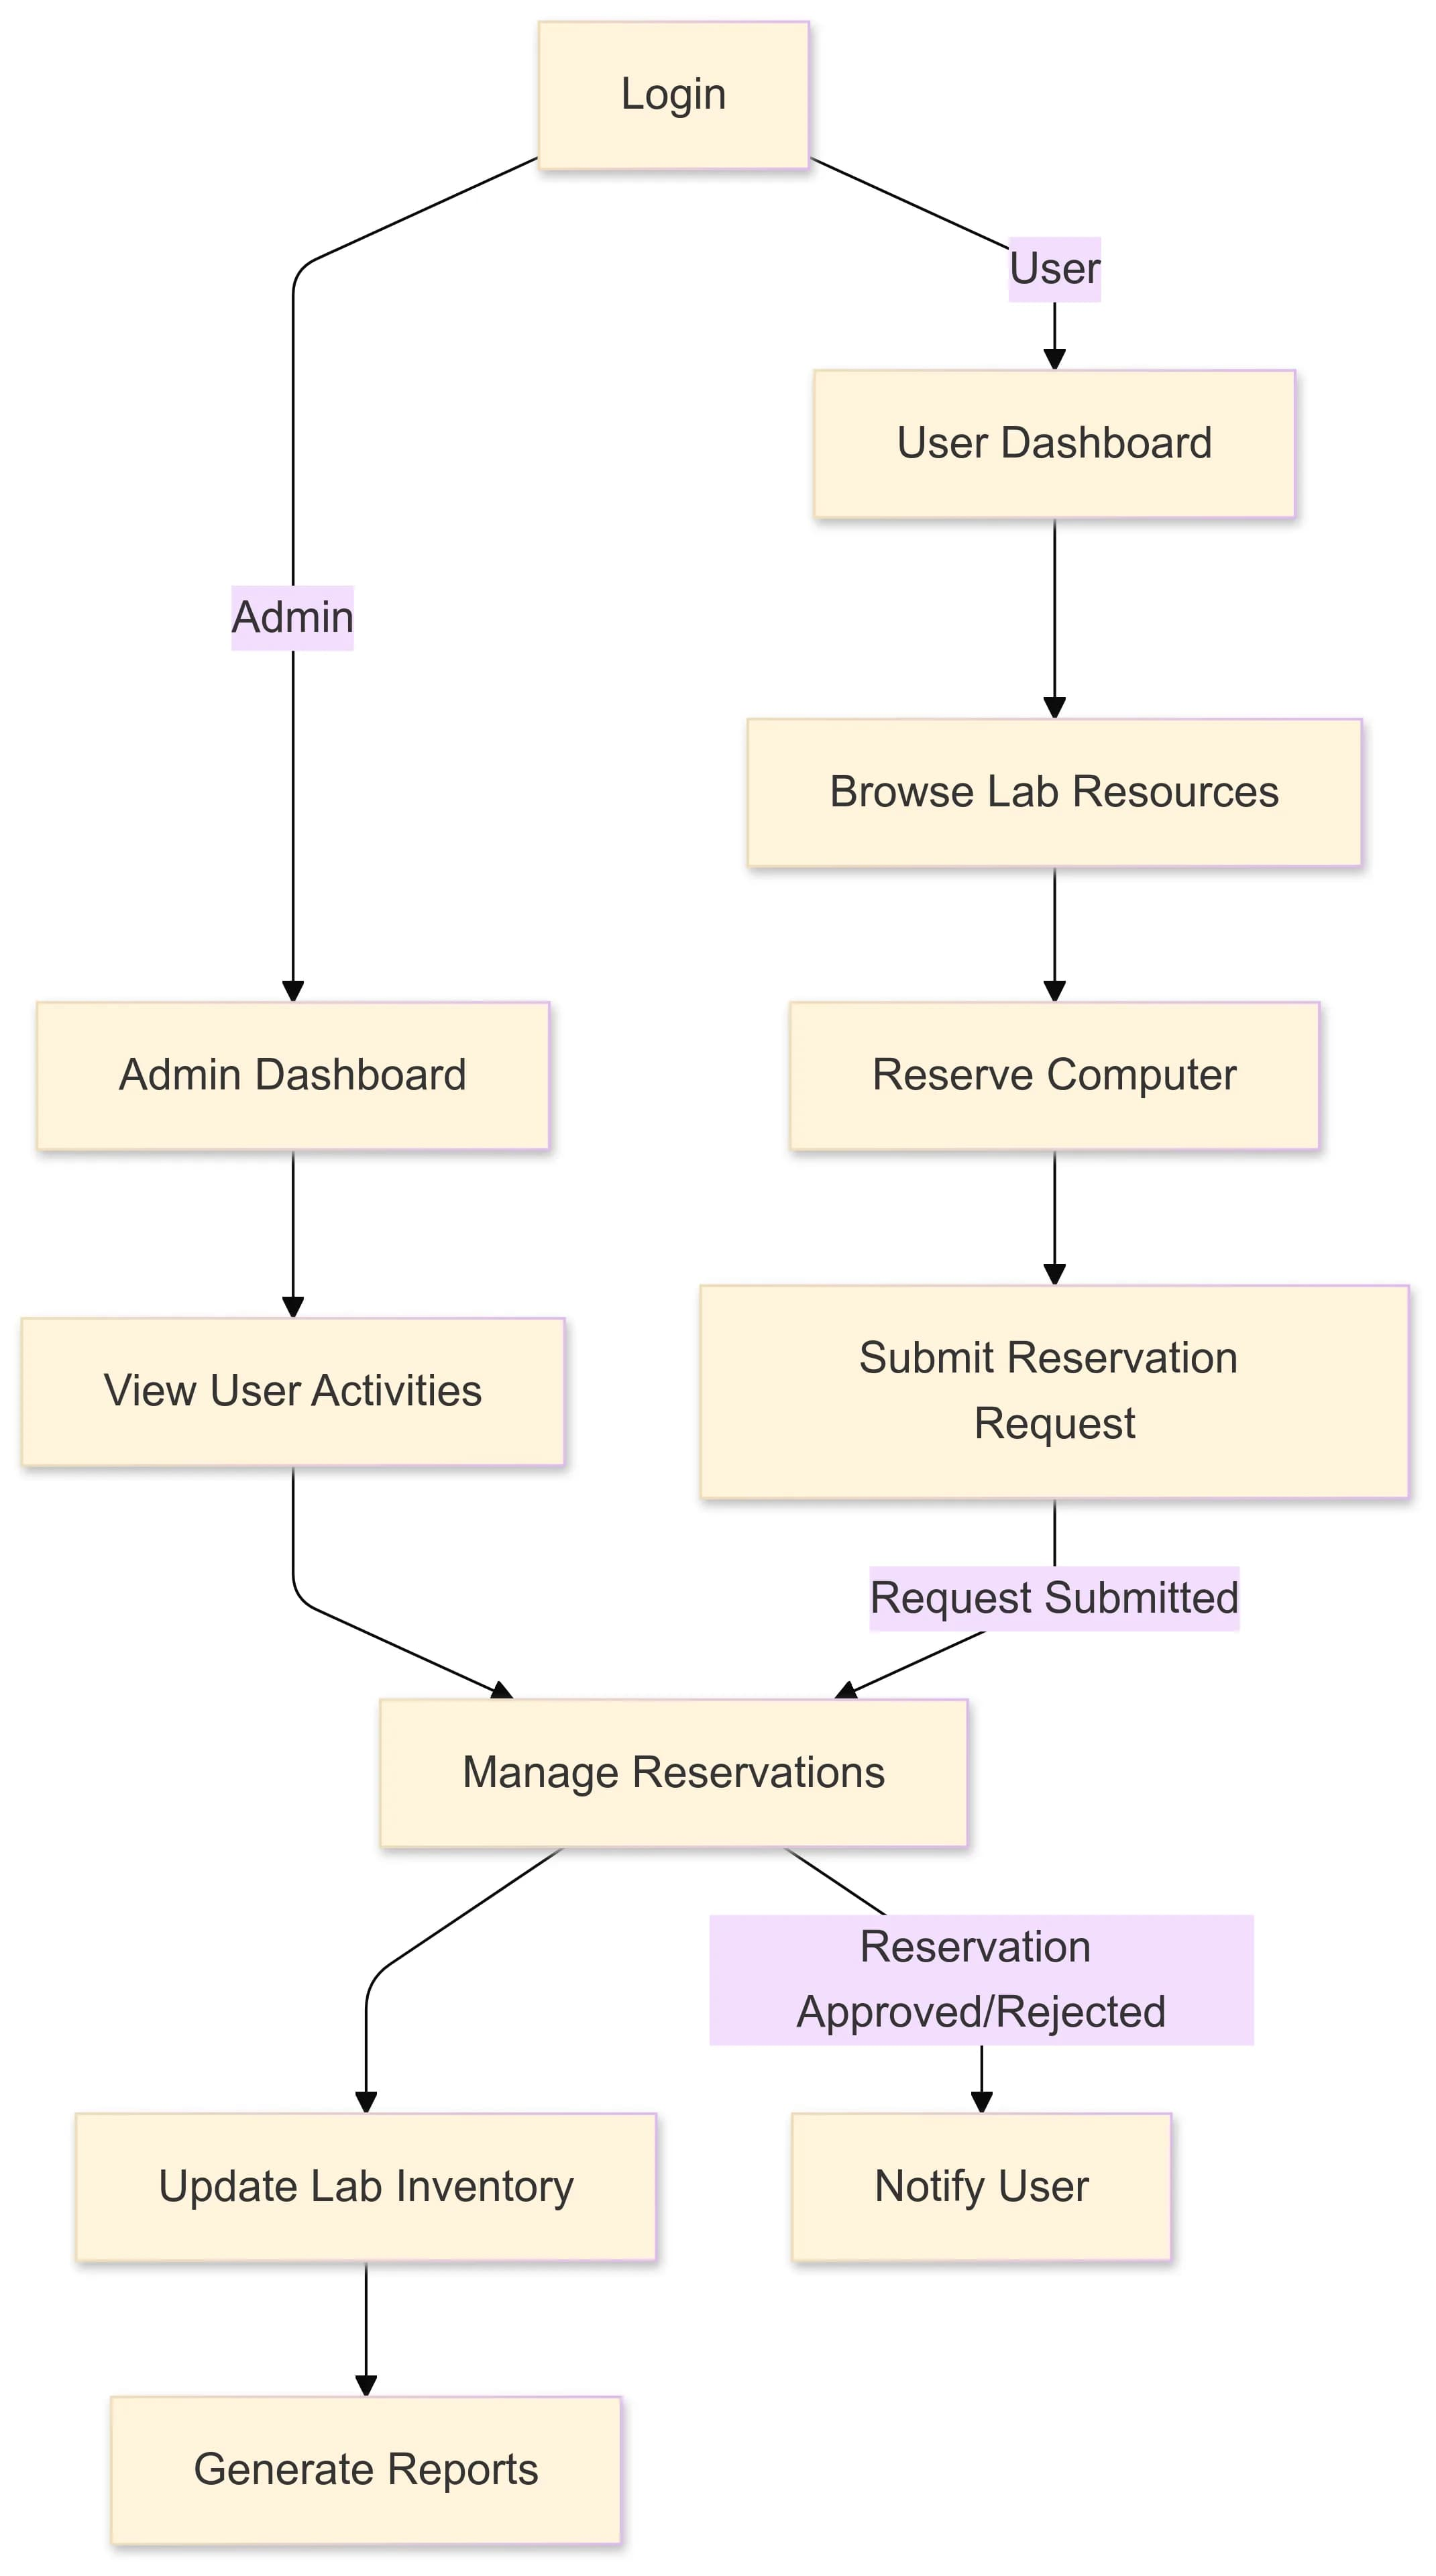 Login
User
User Dashboard
Admin
Browse Lab Resources
Admin Dashboard
Reserve Computer
View User Activities
Submit Reservation
Request
Request Submitted
Manage Reservations
Reservation
Approved/Rejected
Update Lab Inventory
Notify User
Generate Reports